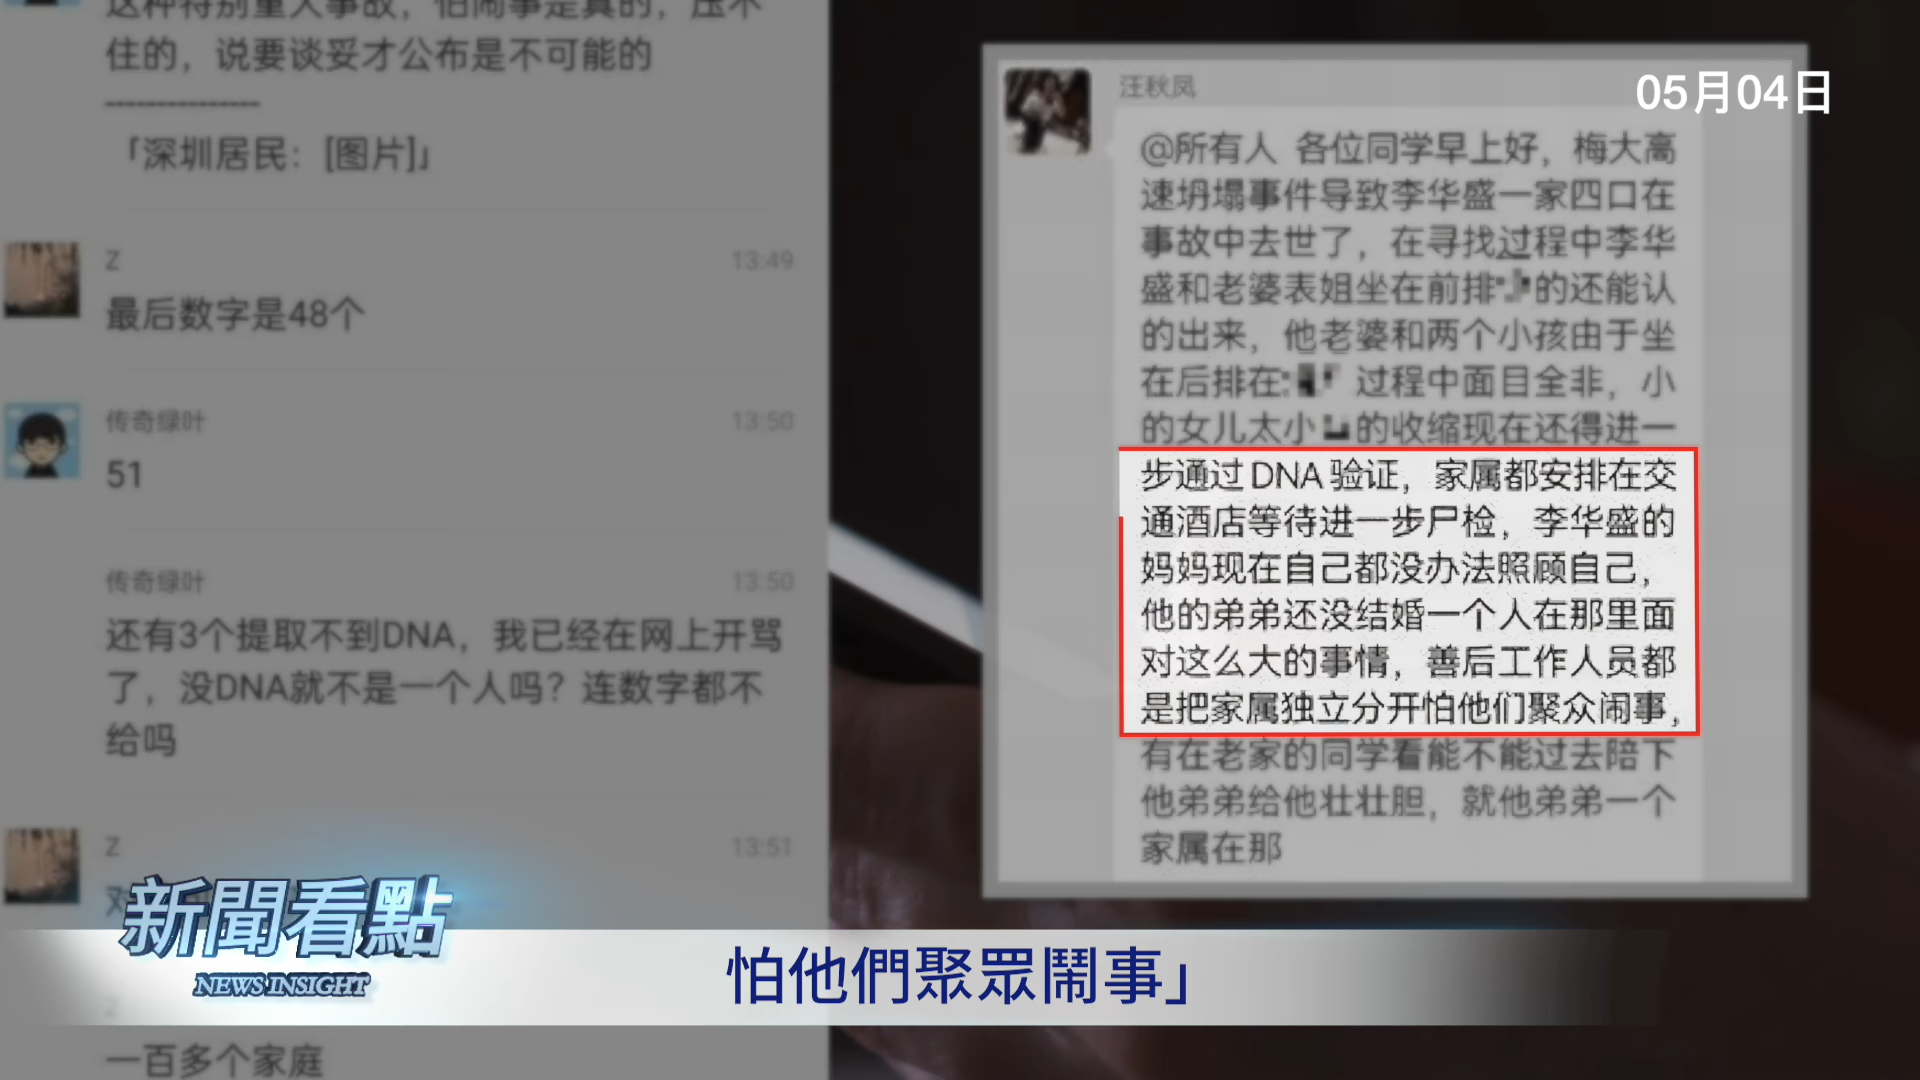 这种特别重大事故，怕闹事是真的，压不
住的，说要谈妥才公布是不可能的
---------------
「深圳居民：[图片]」
Z
13:49
最后数字是48个
传奇绿叶
13:50
51
传奇绿叶
13:50
还有3个提取不到DNA，我已经在网上开骂
了，没DNA就不是一个人吗？连数字都不
给吗
Z
13:51
一百多个家庭
汪秋凤
05月04日
@所有人 各位同学早上好，梅大高
速坍塌事件导致李华盛一家四口在
事故中去世了，在寻找过程中李华
盛和老婆表姐坐在前排 的还能认
的出来，他老婆和两个小孩由于坐
在后排在 过程中面目全非，小
的女儿太小 的收缩现在还得进一
步通过DNA验证，家属都安排在交
通酒店等待进一步尸检，李华盛的
妈妈现在自己都没办法照顾自己，
他的弟弟还没结婚一个人在那里面
对这么大的事情，善后工作人员都
是把家属独立分开怕他们聚众闹事，
有在老家的同学看能不能过去陪下
他弟弟给他壮壮胆，就他弟弟一个
家属在那
新聞看點
NEWS INSIGHT
怕他們聚眾鬧事」